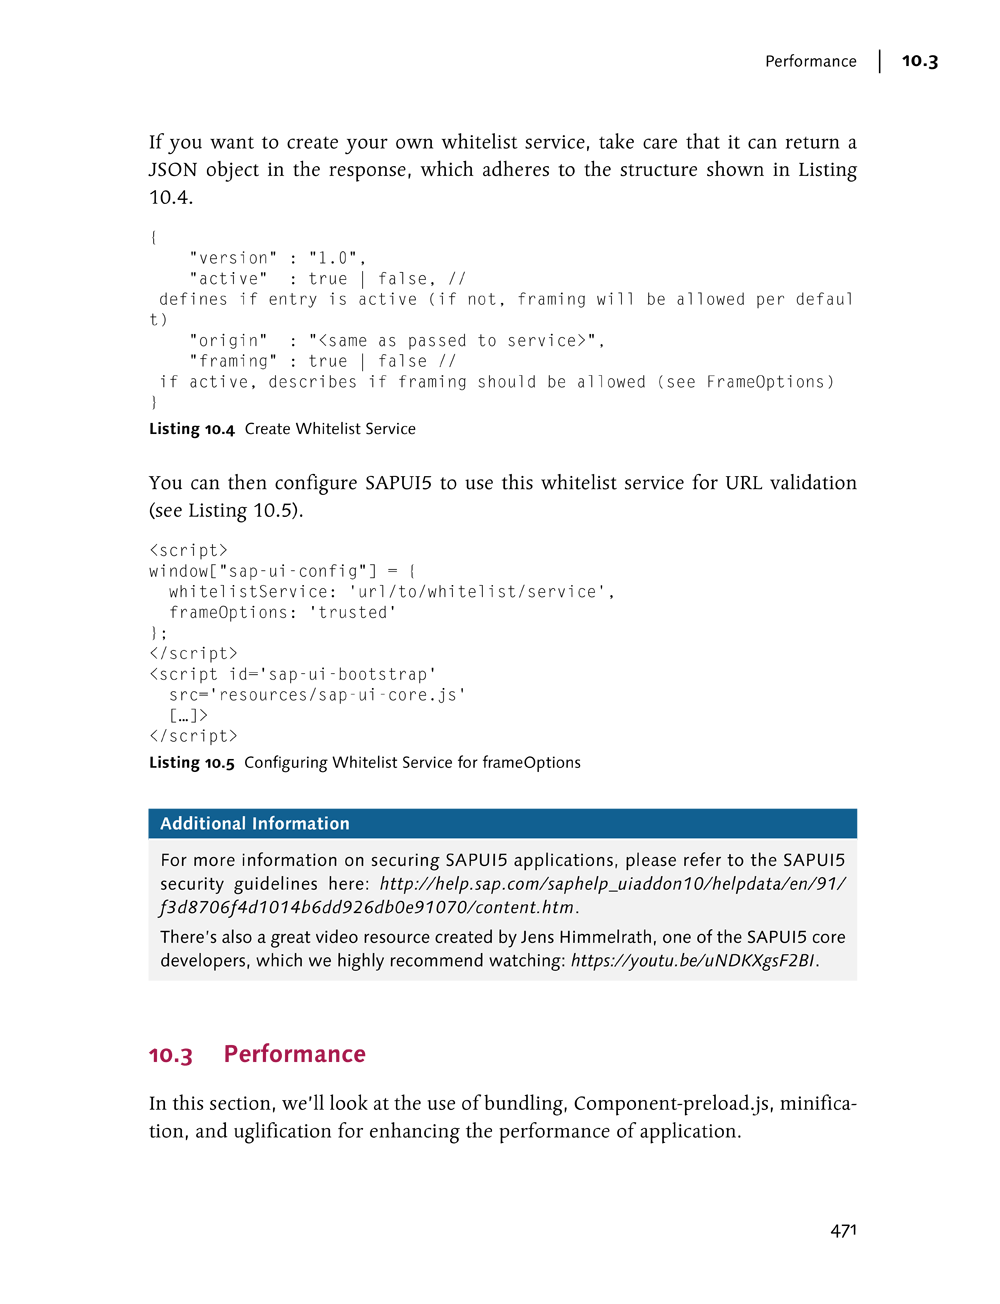 Performance | 10.3
If you want to create your own whitelist service, take care that it can return a
JSON object in the response, which adheres to the structure shown in Listing
10.4.
{
    "version" : "1.0",
    "active"  : true | false, //
 defines if entry is active (if not, framing will be allowed per defaul
t)
    "origin"  : "<same as passed to service>",
    "framing" : true | false //
 if active, describes if framing should be allowed (see FrameOptions)
}
Listing 10.4 Create Whitelist Service
You can then configure SAPUI5 to use this whitelist service for URL validation
(see Listing 10.5).
<script>
window["sap-ui-config"] = {
  whitelistService: 'url/to/whitelist/service',
  frameOptions: 'trusted'
};
</script>
<script id='sap-ui-bootstrap'
  src='resources/sap-ui-core.js'
  […]>
</script>
Listing 10.5 Configuring Whitelist Service for frameOptions
Additional Information
For more information on securing SAPUI5 applications, please refer to the SAPUI5
security guidelines here: http://help.sap.com/saphelp_uiaddon10/helpdata/en/91/
f3d8706f4d1014b6dd926db0e91070/content.htm.
There's also a great video resource created by Jens Himmelrath, one of the SAPUI5 core
developers, which we highly recommend watching: https://youtu.be/uNDKXgsF2BI.
10.3 Performance
In this section, we'll look at the use of bundling, Component-preload.js, minifica-
tion, and uglification for enhancing the performance of application.
471